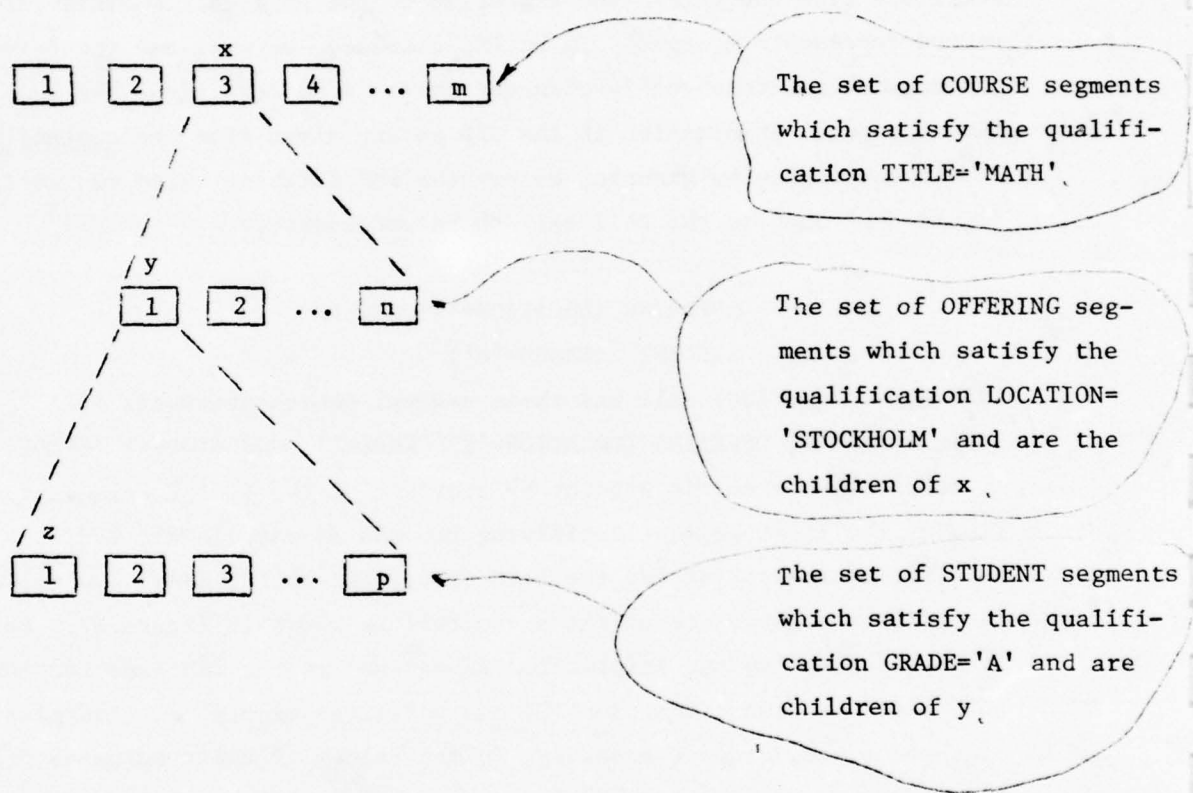 x
1 2 3 4 ... m
The set of COURSE segments
which satisfy the qualifi-
cation TITLE='MATH'.
y
1 2 ... n
The set of OFFERING seg-
ments which satisfy the
qualification LOCATION=
'STOCKHOLM' and are the
children of x.
z
1 2 3 ... p
The set of STUDENT segments
which satisfy the qualifi-
cation GRADE='A' and are
children of y.